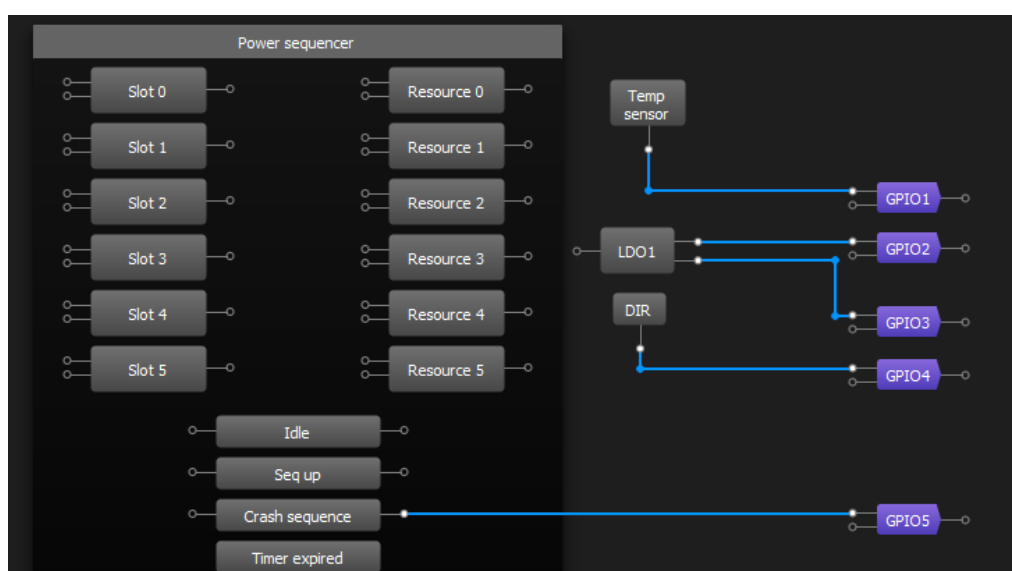 Power sequencer
Slot 0
Resource 0
Temp
sensor
Slot 1
Resource 1
Slot 2
Resource 2
GPIO1
Slot 3
Resource 3
LDO1
GPIO2
Slot 4
Resource 4
DIR
GPIO3
Slot 5
Resource 5
GPIO4
Idle
Seq up
Crash sequence
GPIO5
Timer expired